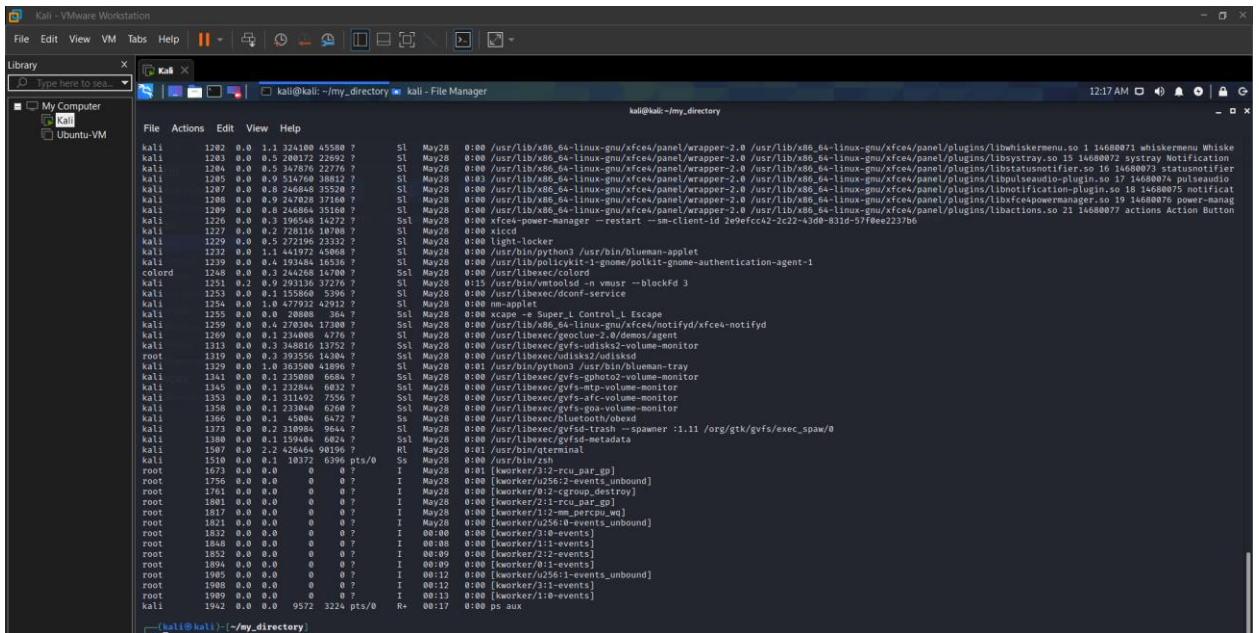 Kali - VMware Workstation
File Edit View VM Tabs Help
Library X
Type here to sea...
My Computer
Kali
Ubuntu-VM
Kali
kali@kali: ~/my_directory kali - File Manager 12:17 AM
kali@kali: ~/my_directory
File Actions Edit View Help
kali 1202 0.0 1.1 324100 45580 ? Sl May28 0:00 /usr/lib/x86_64-linux-gnu/xfce4/panel/wrapper-2.0 /usr/lib/x86_64-linux-gnu/xfce4/panel/plugins/libwhiskermenu.so 1 14680071 whiskermenu Whiske
kali 1203 0.0 0.5 200172 22692 ? Sl May28 0:00 /usr/lib/x86_64-linux-gnu/xfce4/panel/wrapper-2.0 /usr/lib/x86_64-linux-gnu/xfce4/panel/plugins/libsystray.so 15 14680072 systray Notification
kali 1204 0.0 0.5 347876 22776 ? Sl May28 0:00 /usr/lib/x86_64-linux-gnu/xfce4/panel/wrapper-2.0 /usr/lib/x86_64-linux-gnu/xfce4/panel/plugins/libstatusnotifier.so 16 14680073 statusnotifier
kali 1205 0.0 0.9 514760 38812 ? Sl May28 0:03 /usr/lib/x86_64-linux-gnu/xfce4/panel/wrapper-2.0 /usr/lib/x86_64-linux-gnu/xfce4/panel/plugins/libpulseaudio-plugin.so 17 14680074 pulseaudio
kali 1207 0.0 0.8 246848 35520 ? Sl May28 0:00 /usr/lib/x86_64-linux-gnu/xfce4/panel/wrapper-2.0 /usr/lib/x86_64-linux-gnu/xfce4/panel/plugins/libnotification-plugin.so 18 14680075 notificat
kali 1208 0.0 0.9 247028 37160 ? Sl May28 0:00 /usr/lib/x86_64-linux-gnu/xfce4/panel/wrapper-2.0 /usr/lib/x86_64-linux-gnu/xfce4/panel/plugins/libxfce4powermanager.so 19 14680076 power-manag
kali 1209 0.0 0.8 246864 35160 ? Sl May28 0:00 /usr/lib/x86_64-linux-gnu/xfce4/panel/wrapper-2.0 /usr/lib/x86_64-linux-gnu/xfce4/panel/plugins/libactions.so 21 14680077 actions Action Button
kali 1226 0.0 0.3 196548 14272 ? Ssl May28 0:00 xfce4-power-manager --restart --sm-client-id 2e9efcc42-2c22-43d0-831d-57f0ee2237b6
kali 1227 0.0 0.2 728116 10708 ? Sl May28 0:00 xiccd
kali 1229 0.0 0.5 272196 23332 ? Sl May28 0:00 light-locker
kali 1232 0.0 1.1 441972 45068 ? Sl May28 0:00 /usr/bin/python3 /usr/bin/blueman-applet
kali 1239 0.0 0.4 193484 16536 ? Sl May28 0:00 /usr/lib/policykit-1-gnome/polkit-gnome-authentication-agent-1
colord 1248 0.0 0.3 244268 14700 ? Ssl May28 0:00 /usr/libexec/colord
kali 1251 0.2 0.9 293136 37276 ? Sl May28 0:15 /usr/bin/vmtoolsd -n vmusr --blockFd 3
kali 1253 0.0 0.1 155860 5396 ? Sl May28 0:00 /usr/libexec/dconf-service
kali 1254 0.0 1.0 477932 42912 ? Sl May28 0:00 nm-applet
kali 1255 0.0 0.0 20808 364 ? Ssl May28 0:00 xcape -e Super_L Control_L Escape
kali 1259 0.0 0.4 270304 17300 ? Ssl May28 0:00 /usr/lib/x86_64-linux-gnu/xfce4/notifyd/xfce4-notifyd
kali 1269 0.0 0.1 234008 4776 ? Sl May28 0:00 /usr/libexec/geoclue-2.0/demos/agent
kali 1313 0.0 0.3 348816 13752 ? Ssl May28 0:00 /usr/libexec/gvfs-udisks2-volume-monitor
root 1319 0.0 0.3 393556 14304 ? Ssl May28 0:00 /usr/libexec/udisks2/udisksd
kali 1329 0.0 1.0 363500 41896 ? Sl May28 0:01 /usr/bin/python3 /usr/bin/blueman-tray
kali 1341 0.0 0.1 235080 6684 ? Ssl May28 0:00 /usr/libexec/gvfs-gphoto2-volume-monitor
kali 1345 0.0 0.1 232844 6032 ? Ssl May28 0:00 /usr/libexec/gvfs-mtp-volume-monitor
kali 1353 0.0 0.1 311492 7556 ? Ssl May28 0:00 /usr/libexec/gvfs-afc-volume-monitor
kali 1358 0.0 0.1 233040 6260 ? Ssl May28 0:00 /usr/libexec/gvfs-goa-volume-monitor
kali 1366 0.0 0.1 45004 6472 ? Ss May28 0:00 /usr/libexec/bluetooth/obexd
kali 1373 0.0 0.2 310984 9644 ? Sl May28 0:00 /usr/libexec/gvfsd-trash --spawner :1.11 /org/gtk/gvfs/exec_spaw/0
kali 1380 0.0 0.1 159404 6024 ? Ssl May28 0:00 /usr/libexec/gvfsd-metadata
kali 1507 0.0 2.2 426464 90196 ? Rl May28 0:01 /usr/bin/qterminal
kali 1510 0.0 0.1 10372 6396 pts/0 Ss May28 0:00 /usr/bin/zsh
root 1673 0.0 0.0 0 0 ? I May28 0:01 [kworker/3:2-rcu_par_gp]
root 1756 0.0 0.0 0 0 ? I May28 0:00 [kworker/u256:2-events_unbound]
root 1761 0.0 0.0 0 0 ? I May28 0:00 [kworker/0:2-cgroup_destroy]
root 1801 0.0 0.0 0 0 ? I May28 0:00 [kworker/2:1-rcu_par_gp]
root 1817 0.0 0.0 0 0 ? I May28 0:00 [kworker/1:2-mm_percpu_wq]
root 1821 0.0 0.0 0 0 ? I May28 0:00 [kworker/u256:0-events_unbound]
root 1832 0.0 0.0 0 0 ? I 00:00 0:00 [kworker/3:0-events]
root 1848 0.0 0.0 0 0 ? I 00:08 0:00 [kworker/1:1-events]
root 1852 0.0 0.0 0 0 ? I 00:09 0:00 [kworker/2:2-events]
root 1894 0.0 0.0 0 0 ? I 00:09 0:00 [kworker/0:1-events]
root 1905 0.0 0.0 0 0 ? I 00:12 0:00 [kworker/u256:1-events_unbound]
root 1908 0.0 0.0 0 0 ? I 00:12 0:00 [kworker/3:1-events]
root 1909 0.0 0.0 0 0 ? I 00:13 0:00 [kworker/1:0-events]
kali 1942 0.0 0.0 9572 3224 pts/0 R+ 00:17 0:00 ps aux
(kali㉿kali)-[~/my_directory]